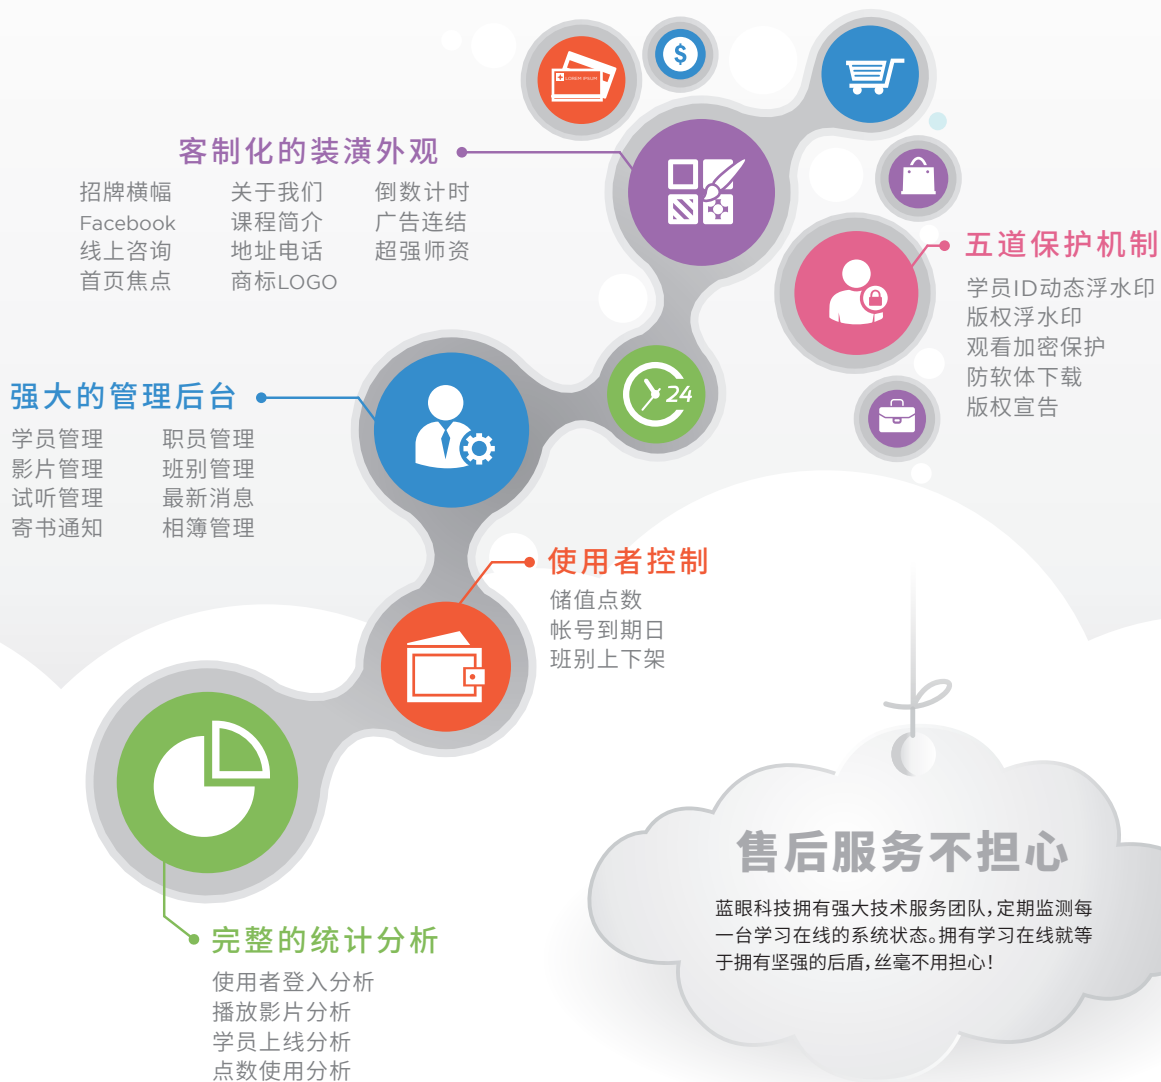 LOREM IPSUM
客制化的装潢外观
招牌横幅 关于我们 倒数计时
Facebook 课程简介 广告连结
线上咨询 地址电话 超强师资
首页焦点 商标LOGO
五道保护机制
学员ID动态浮水印
版权浮水印
观看加密保护
防软体下载
版权宣告
24
强大的管理后台
学员管理 职员管理
影片管理 班别管理
试听管理 最新消息
寄书通知 相簿管理
使用者控制
储值点数
帐号到期日
班别上下架
售后服务不担心
蓝眼科技拥有强大技术服务团队，定期监测每
一台学习在线的系统状态。拥有学习在线就等
于拥有坚强的后盾，丝毫不用担心！
完整的统计分析
使用者登入分析
播放影片分析
学员上线分析
点数使用分析